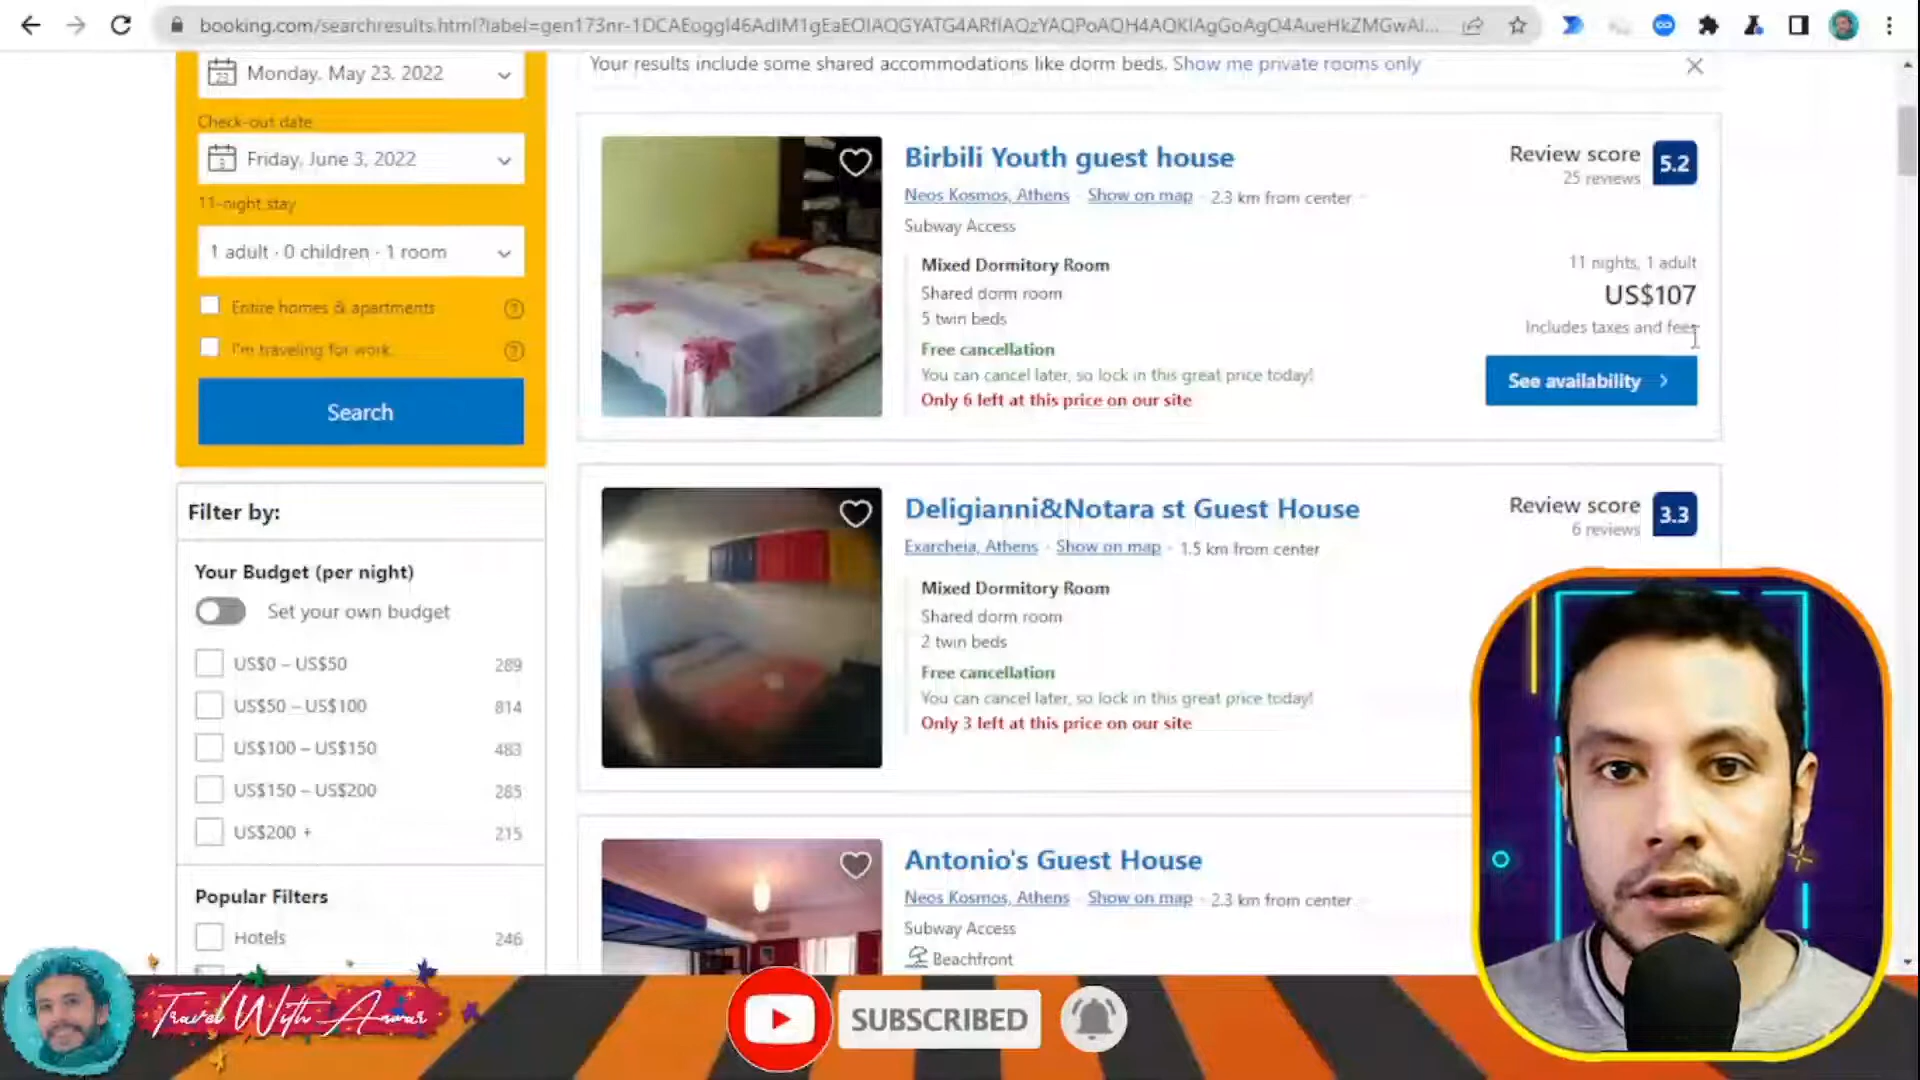 booking.com/searchresults.html?label=gen173nr-
Monday, May 23, 2022
Check-out date
Friday, June 3, 2022
11-night stay
1 adult · 0 children · 1 room
Entire homes & apartments
I'm traveling for work
Search
Filter by:
Your Budget (per night)
Set your own budget
US$0 – US$50 289
US$50 – US$100 814
US$100 – US$150 483
US$150 – US$200 285
US$200 + 215
Popular Filters
Hotels 246
Your results include some shared accommodations like dorm beds. Show me private rooms only
Birbili Youth guest house
Neos Kosmos, Athens · Show on map · 2.3 km from center
Subway Access
Mixed Dormitory Room
Shared dorm room
5 twin beds
Free cancellation
You can cancel later, so lock in this great price today!
Only 6 left at this price on our site
Review score 5.2
25 reviews
11 nights, 1 adult
US$107
Includes taxes and fees
See availability
Deligianni&Notara st Guest House
Exarcheia, Athens · Show on map · 1.5 km from center
Mixed Dormitory Room
Shared dorm room
2 twin beds
Free cancellation
You can cancel later, so lock in this great price today!
Only 3 left at this price on our site
Review score 3.3
6 reviews
Antonio's Guest House
Neos Kosmos, Athens · Show on map · 2.3 km from center
Subway Access
Beachfront
Travel With Anwar
SUBSCRIBED